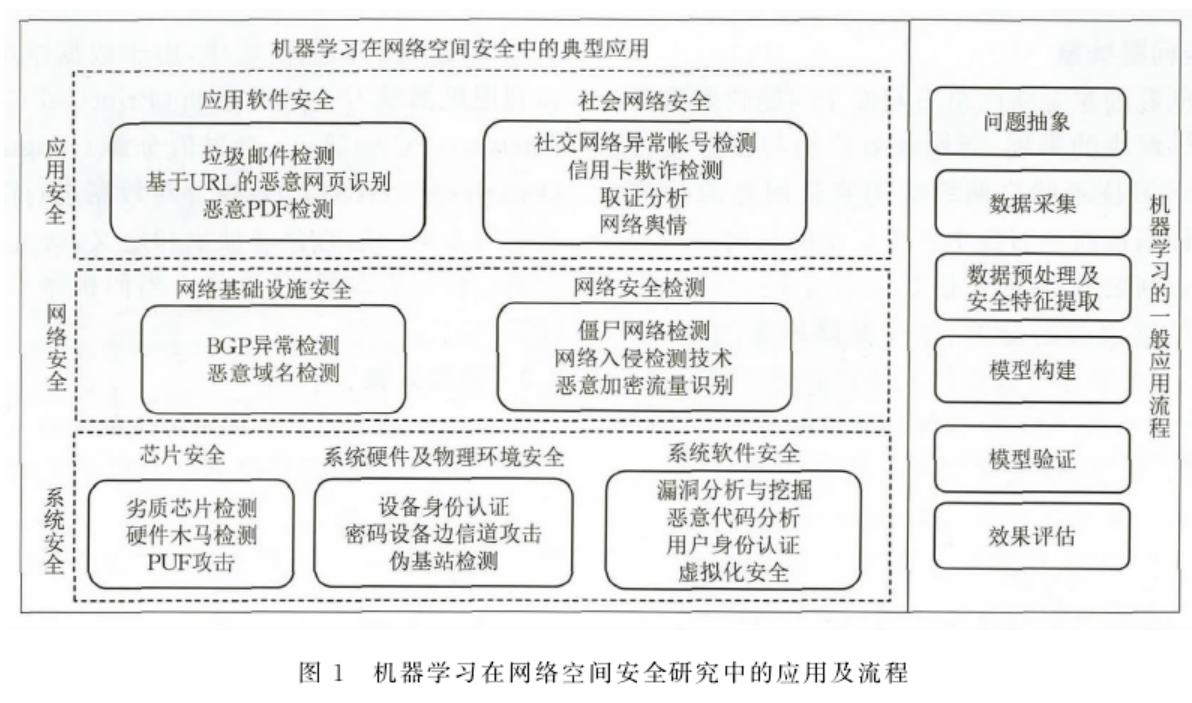 机器学习在网络空间安全中的典型应用
应用安全
应用软件安全
垃圾邮件检测
基于URL的恶意网页识别
恶意PDF检测
社会网络安全
社交网络异常帐号检测
信用卡欺诈检测
取证分析
网络舆情
网络安全
网络基础设施安全
BGP异常检测
恶意域名检测
网络安全检测
僵尸网络检测
网络入侵检测技术
恶意加密流量识别
系统安全
芯片安全
劣质芯片检测
硬件木马检测
PUF攻击
系统硬件及物理环境安全
设备身份认证
密码设备边信道攻击
伪基站检测
系统软件安全
漏洞分析与挖掘
恶意代码分析
用户身份认证
虚拟化安全
问题抽象
数据采集
数据预处理及
安全特征提取
模型构建
模型验证
效果评估
机器学习的一般应用流程
图 1 机器学习在网络空间安全研究中的应用及流程